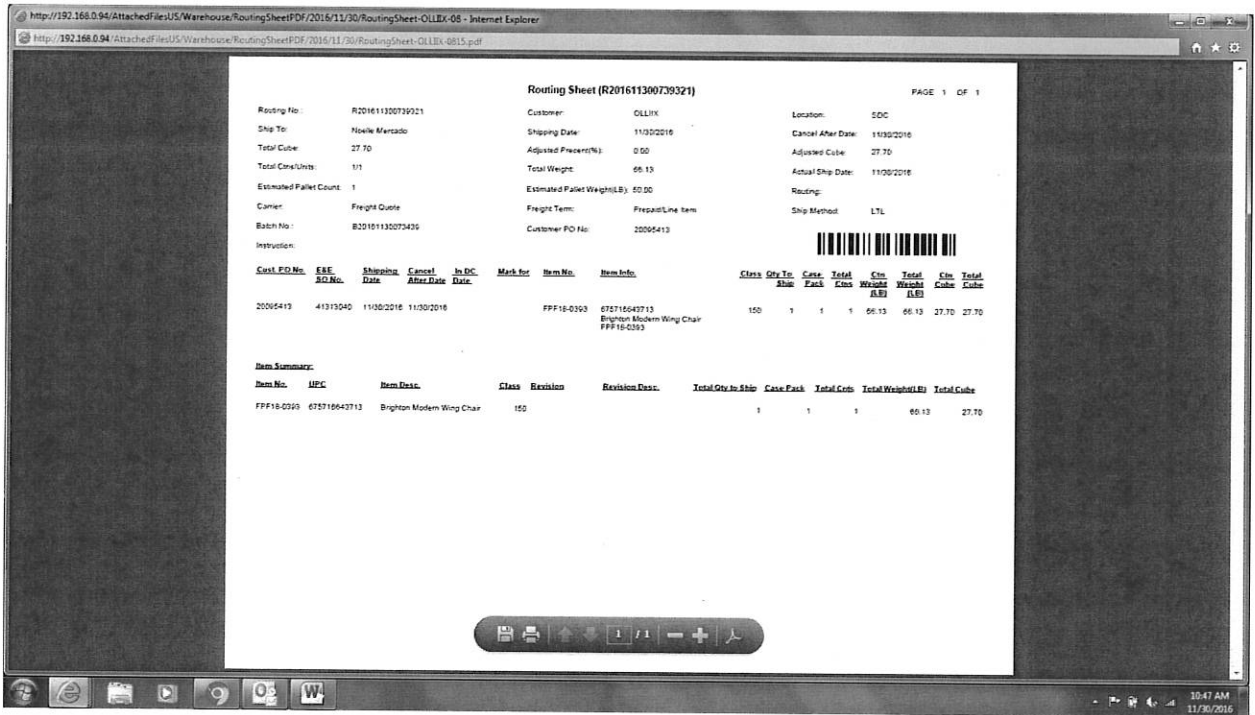 http://192.168.0.94/AttachedFilesUS/Warehouse/RoutingSheetPDF/2016/11/30/RoutingSheet-OLLIIX-08 - Internet Explorer
http://192.168.0.94/AttachedFilesUS/Warehouse/RoutingSheetPDF/2016/11/30/RoutingSheet-OLLIIX-0815.pdf
Routing Sheet (R201611300739321) PAGE 1 OF 1
Routing No.: R201611300739321 Customer: OLLIIX Location: SDC
Ship To: Noelle Mercado Shipping Date: 11/30/2016 Cancel After Date: 11/30/2016
Total Cube: 27.70 Adjusted Precent(%): 0.00 Adjusted Cube: 27.70
Total Ctns/Units: 1/1 Total Weight: 66.13 Actual Ship Date: 11/30/2016
Estimated Pallet Count: 1 Estimated Pallet Weight(LB): 50.00 Routing:
Carrier: Freight Quote Freight Term: Prepaid/Line Item Ship Method: LTL
Batch No.: B201611300 73439 Customer PO No: 20095413
Instruction:
Cust. PO No. E&E SO No. Shipping Date Cancel After Date In DC Date Mark for Item No. Item Info. Class Qty To Ship Case Pack Total Ctns Ctn Weight (LB) Total Weight (LB) Ctn Cube Total Cube
20095413 41313040 11/30/2016 11/30/2016 FPF18-0393 675716643713 150 1 1 1 66.13 66.13 27.70 27.70
Brighton Modern Wing Chair
FPF18-0393
Item Summary:
Item No. UPC Item Desc. Class Revision Revision Desc. Total Qty to Ship Case Pack Total Cnts Total Weight(LB) Total Cube
FPF18-0393 675716643713 Brighton Modern Wing Chair 150 1 1 1 66.13 27.70
1 / 1
10:47 AM
11/30/2016